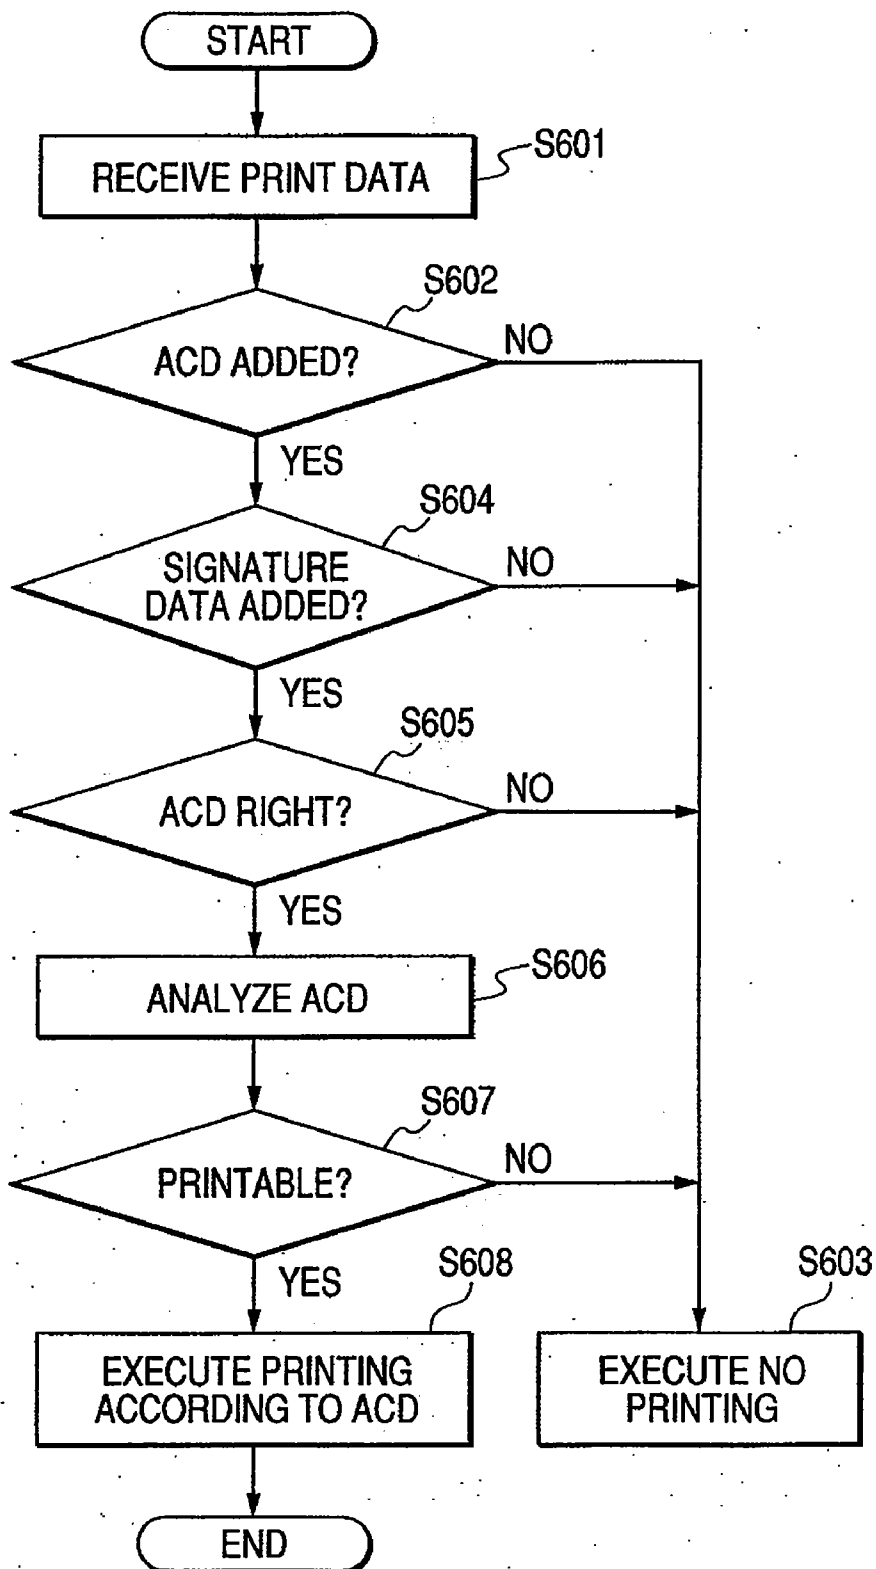 START
S601
RECEIVE PRINT DATA
S602
ACD ADDED?
NO
YES
S604
SIGNATURE
DATA ADDED?
NO
YES
S605
ACD RIGHT?
NO
YES
S606
ANALYZE ACD
S607
PRINTABLE?
NO
YES
S608
EXECUTE PRINTING
ACCORDING TO ACD
S603
EXECUTE NO
PRINTING
END